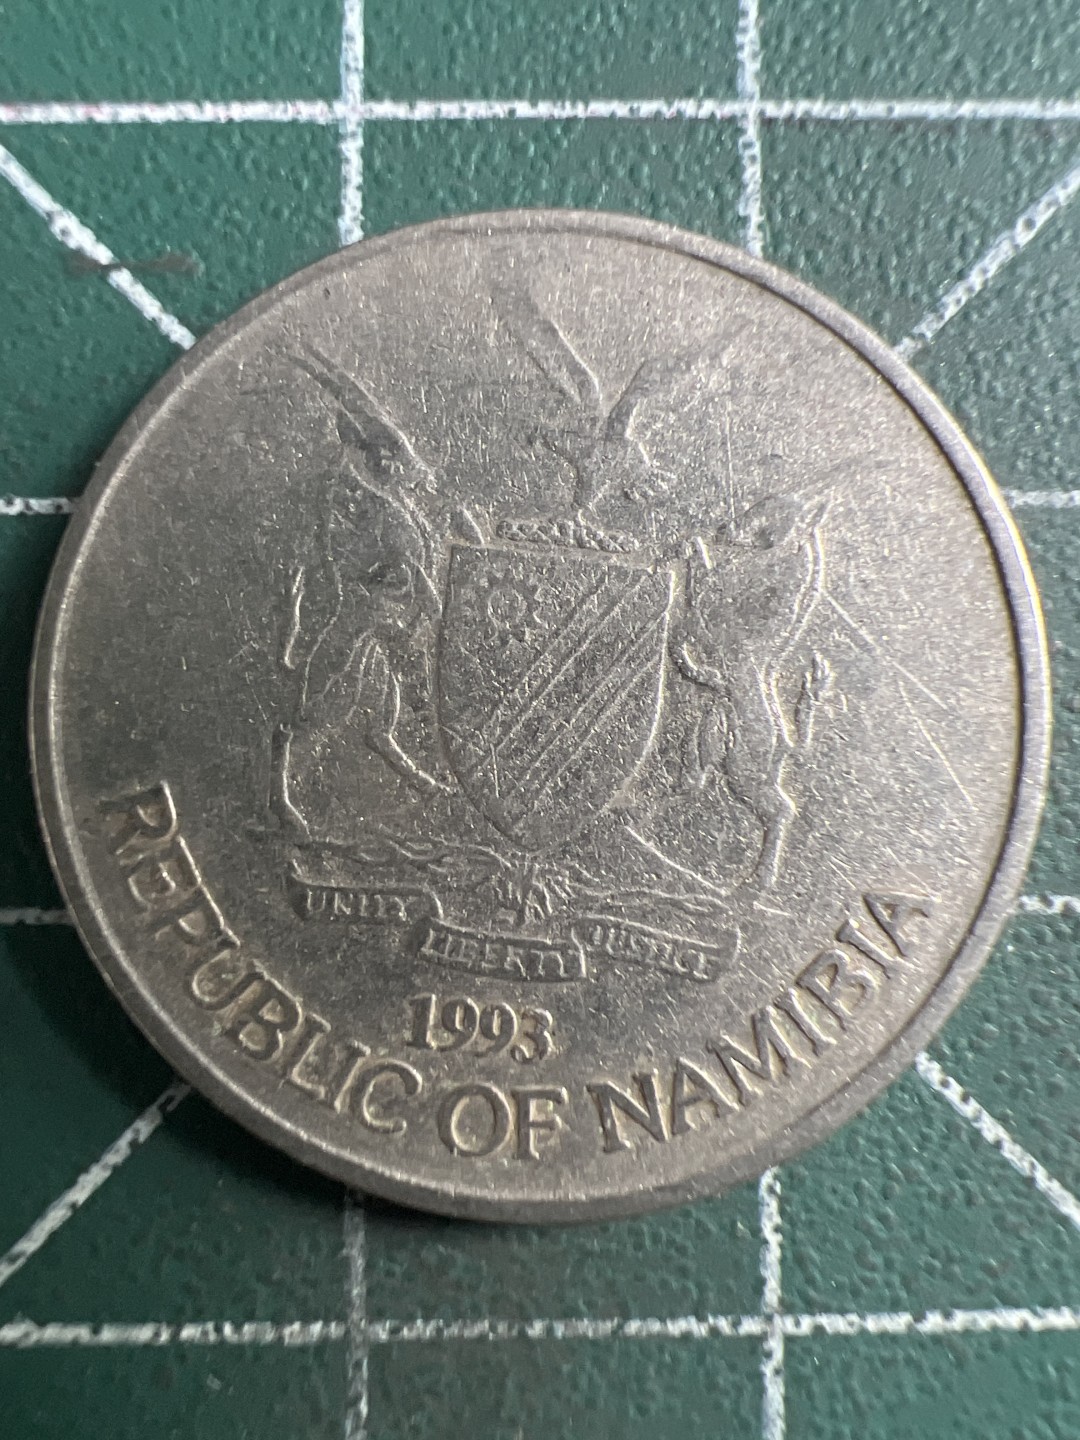 UNITY
LIBERTY
JUSTICE
1993
REPUBLIC OF NAMIBIA